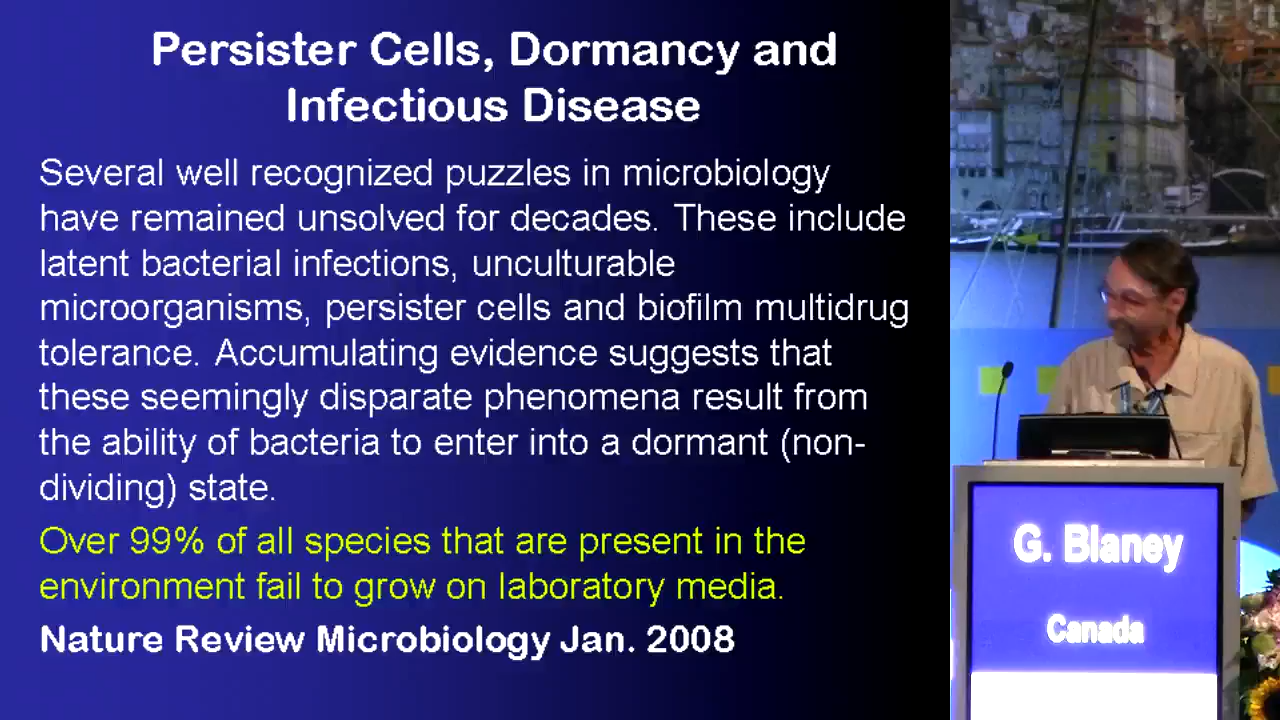 Persister Cells, Dormancy and
Infectious Disease
Several well recognized puzzles in microbiology
have remained unsolved for decades. These include
latent bacterial infections, unculturable
microorganisms, persister cells and biofilm multidrug
tolerance. Accumulating evidence suggests that
these seemingly disparate phenomena result from
the ability of bacteria to enter into a dormant (non-
dividing) state.
Over 99% of all species that are present in the
environment fail to grow on laboratory media.
Nature Review Microbiology Jan. 2008
G. Blaney
Canada